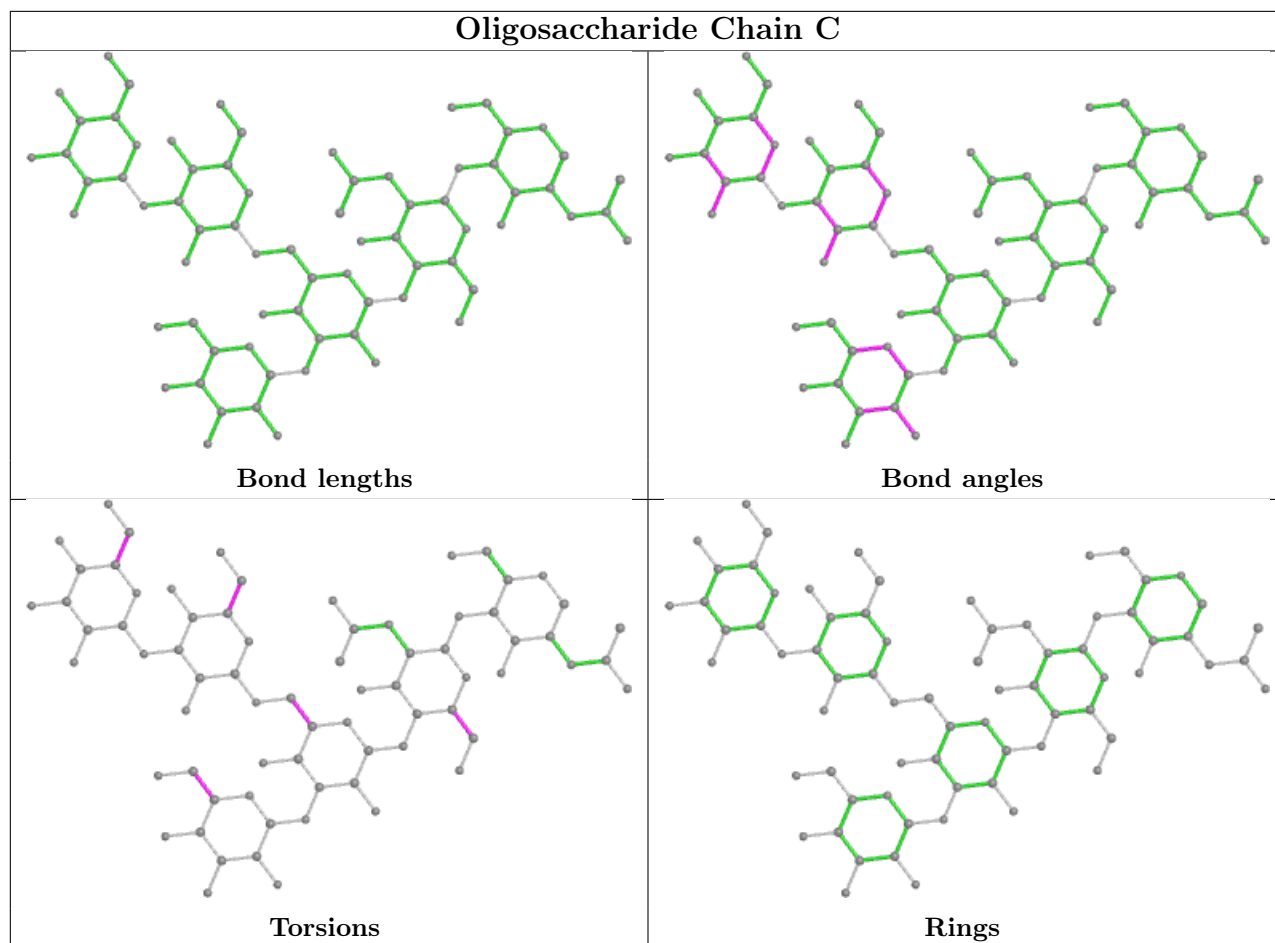 Oligosaccharide Chain C
Bond lengths
Bond angles
Torsions
Rings